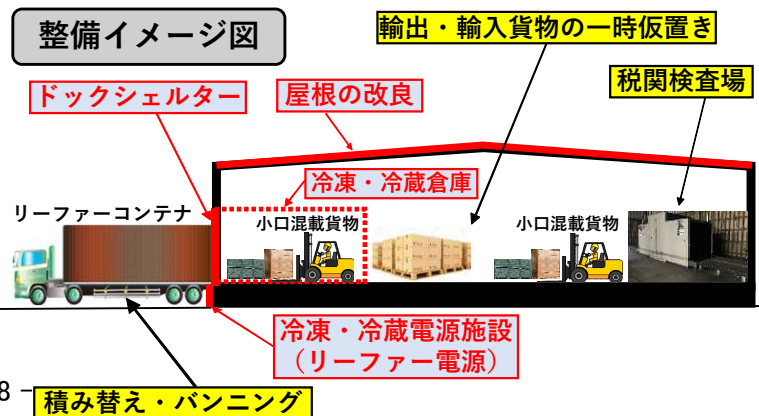 整備イメージ図
輸出・輸入貨物の一時仮置き
ドックシェルター
屋根の改良
税関検査場
冷凍・冷蔵倉庫
リーファーコンテナ
小口混載貨物
小口混載貨物
冷凍・冷蔵電源施設
（リーファー電源）
8 −
積み替え・バンニング